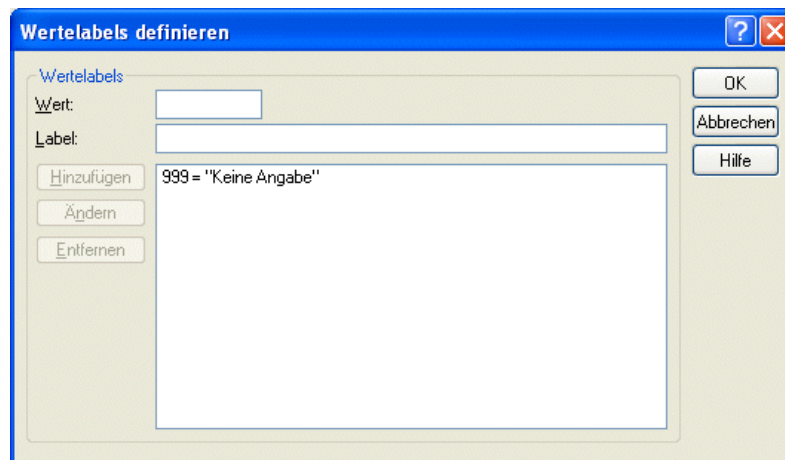 Wertelabels definieren
Wertelabels
Wert:
Label:
Hinzufügen
Ändern
Entfernen
999 = "Keine Angabe"
OK
Abbrechen
Hilfe